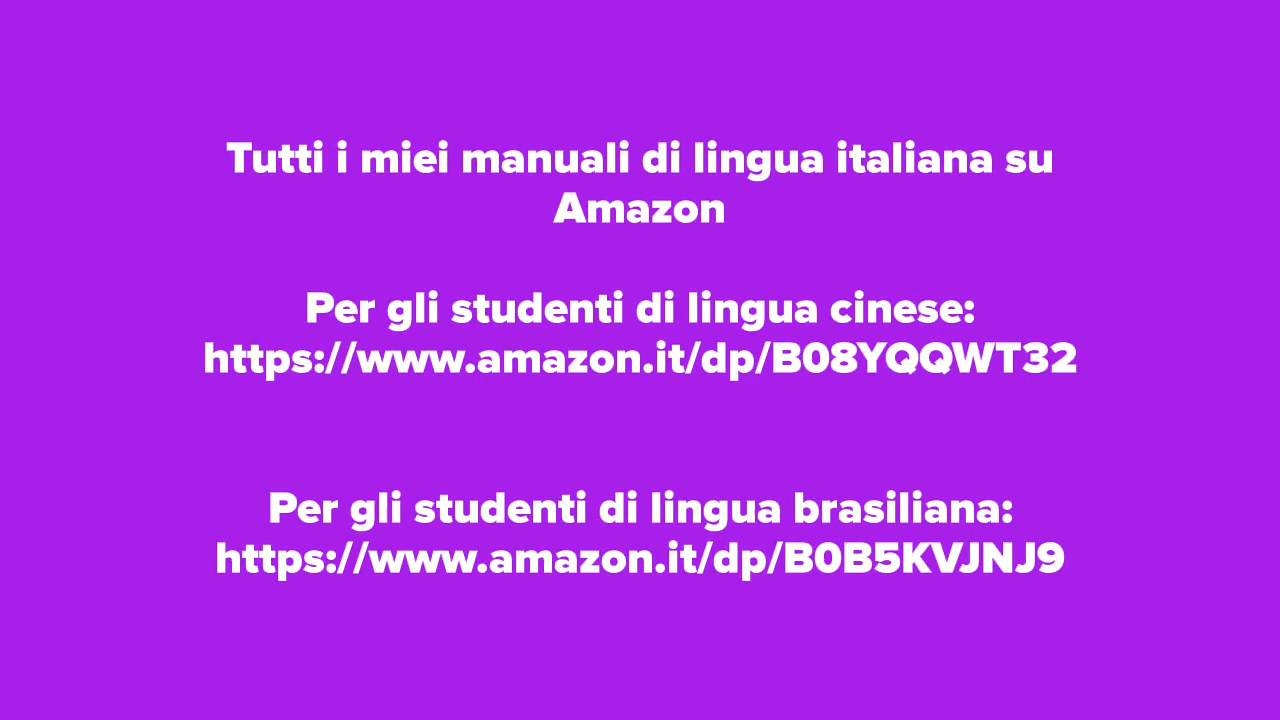 Tutti i miei manuali di lingua italiana su
Amazon
Per gli studenti di lingua cinese:
https://www.amazon.it/dp/B08YQQWT32
Per gli studenti di lingua brasiliana:
https://www.amazon.it/dp/B0B5KVJNJ9